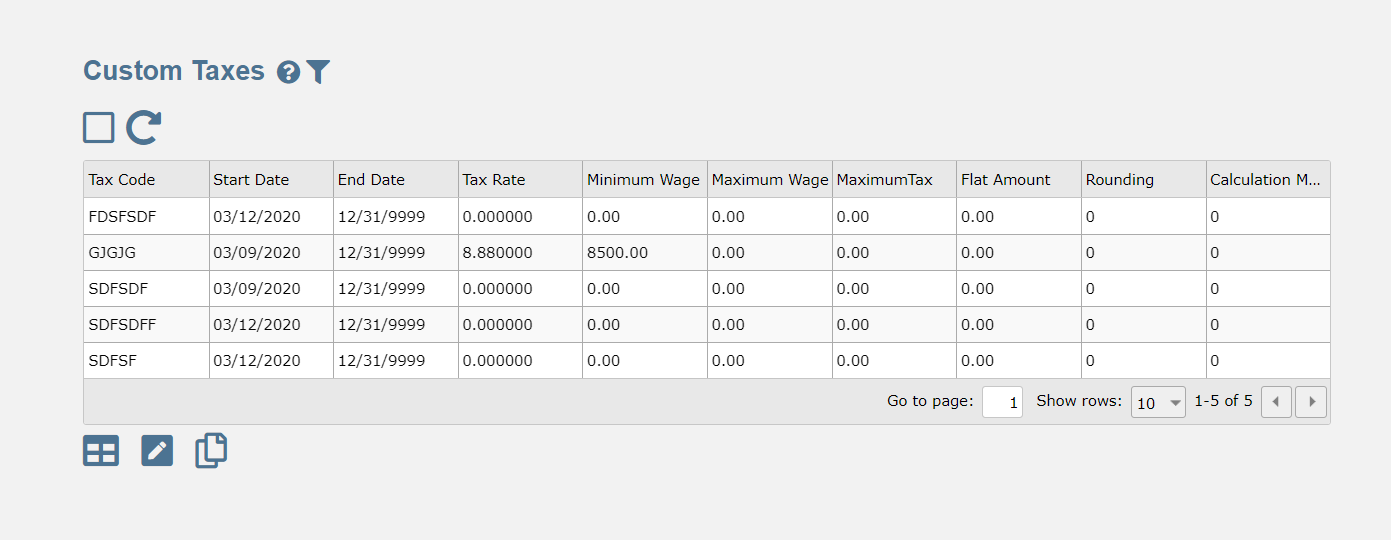 Custom Taxes
Tax Code Start Date End Date Tax Rate Minimum Wage Maximum Wage MaximumTax Flat Amount Rounding Calculation M...
FDSFSDF 03/12/2020 12/31/9999 0.000000 0.00 0.00 0.00 0.00 0 0
GJGJG 03/09/2020 12/31/9999 8.880000 8500.00 0.00 0.00 0.00 0 0
SDFSDF 03/09/2020 12/31/9999 0.000000 0.00 0.00 0.00 0.00 0 0
SDFSDFF 03/12/2020 12/31/9999 0.000000 0.00 0.00 0.00 0.00 0 0
SDFSF 03/12/2020 12/31/9999 0.000000 0.00 0.00 0.00 0.00 0 0
Go to page: 1 Show rows: 10 1-5 of 5